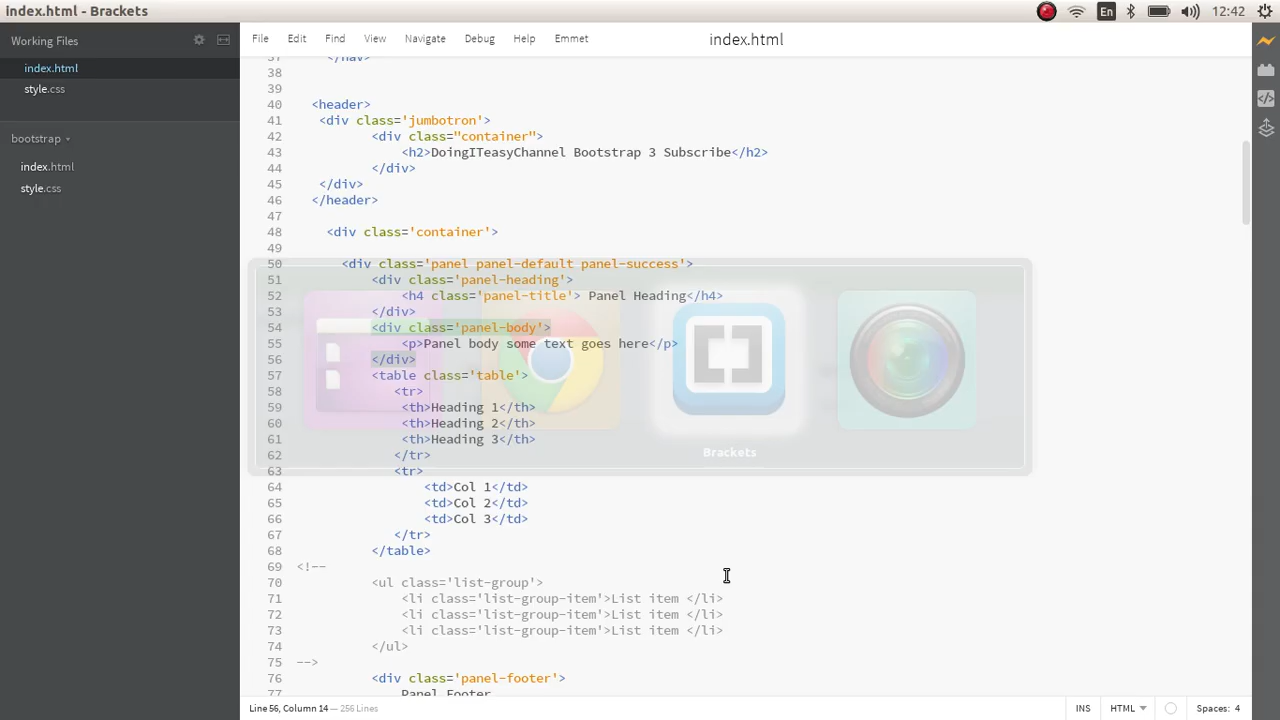 index.html - Brackets
En
12:42
Working Files
index.html
style.css
bootstrap
index.html
style.css
File Edit Find View Navigate Debug Help Emmet
index.html
37 </nav>
38
39
40 <header>
41 <div class='jumbotron'>
42 <div class="container">
43 <h2>DoingITeasyChannel Bootstrap 3 Subscribe</h2>
44 </div>
45 </div>
46 </header>
47
48 <div class='container'>
49
50 <div class='panel panel-default panel-success'>
51 <div class='panel-heading'>
52 <h4 class='panel-title'> Panel Heading</h4>
53 </div>
54 <div class='panel-body'>
55 <p>Panel body some text goes here</p>
56 </div>
57 <table class='table'>
58 <tr>
59 <th>Heading 1</th>
60 <th>Heading 2</th>
61 <th>Heading 3</th>
62 </tr>
63 <tr>
64 <td>Col 1</td>
65 <td>Col 2</td>
66 <td>Col 3</td>
67 </tr>
68 </table>
69 <!--
70 <ul class='list-group'>
71 <li class='list-group-item'>List item </li>
72 <li class='list-group-item'>List item </li>
73 <li class='list-group-item'>List item </li>
74 </ul>
75 -->
76 <div class='panel-footer'>
77 Panel Footer
Brackets
Line 56, Column 14 — 256 Lines
INS HTML Spaces: 4